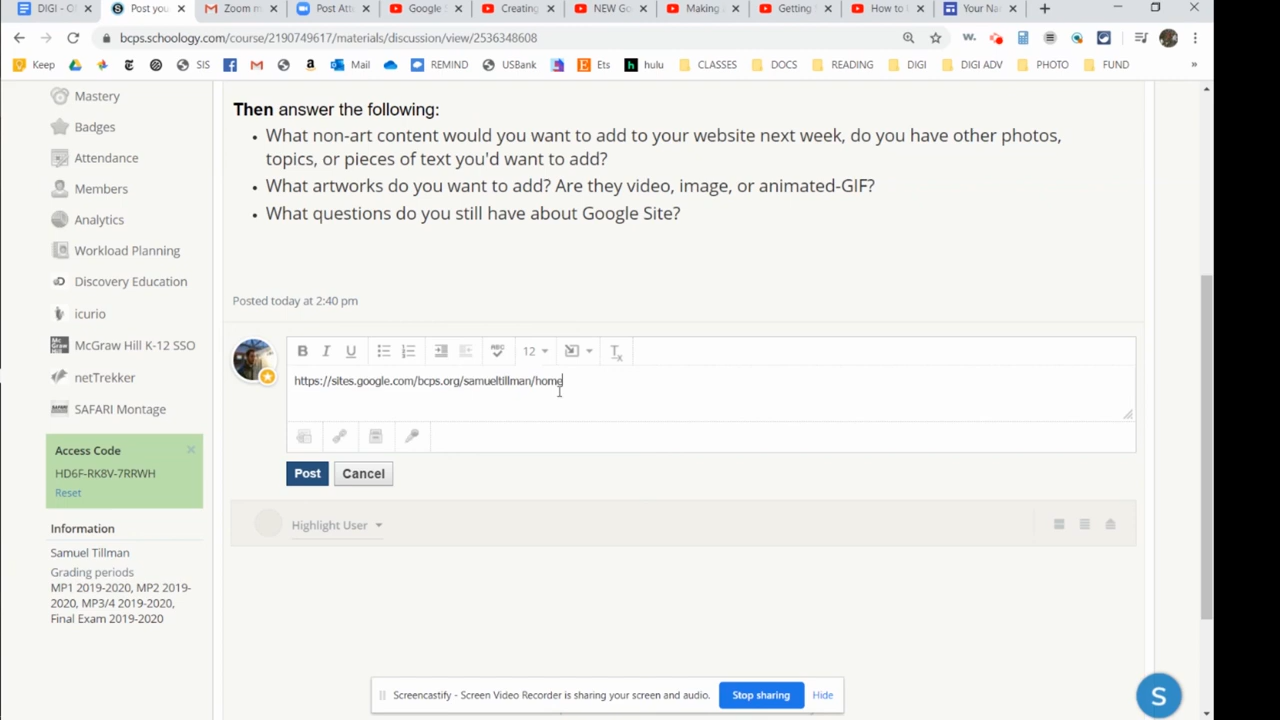 DIGI - O
Post you
Zoom m
Post Att
Google
Creating
NEW Go
Making
Getting
How to
Your Na
bcps.schoology.com/course/2190749617/materials/discussion/view/2536348608
Keep
SIS
Mail
REMIND
USBank
Ets
hulu
CLASSES
DOCS
READING
DIGI
DIGI ADV
PHOTO
FUND
»
Mastery
Badges
Attendance
Members
Analytics
Workload Planning
Discovery Education
icurio
McGraw Hill K-12 SSO
netTrekker
SAFARI Montage
Access Code
HD6F-RK8V-7RRWH
Reset
Information
Samuel Tillman
Grading periods
MP1 2019-2020, MP2 2019-
2020, MP3/4 2019-2020,
Final Exam 2019-2020
Then answer the following:
• What non-art content would you want to add to your website next week, do you have other photos,
topics, or pieces of text you'd want to add?
• What artworks do you want to add? Are they video, image, or animated-GIF?
• What questions do you still have about Google Site?
Posted today at 2:40 pm
B I U ABC 12 Tx
https://sites.google.com/bcps.org/samueltillman/home
Post Cancel
Highlight User
Screencastify - Screen Video Recorder is sharing your screen and audio. Stop sharing Hide
S